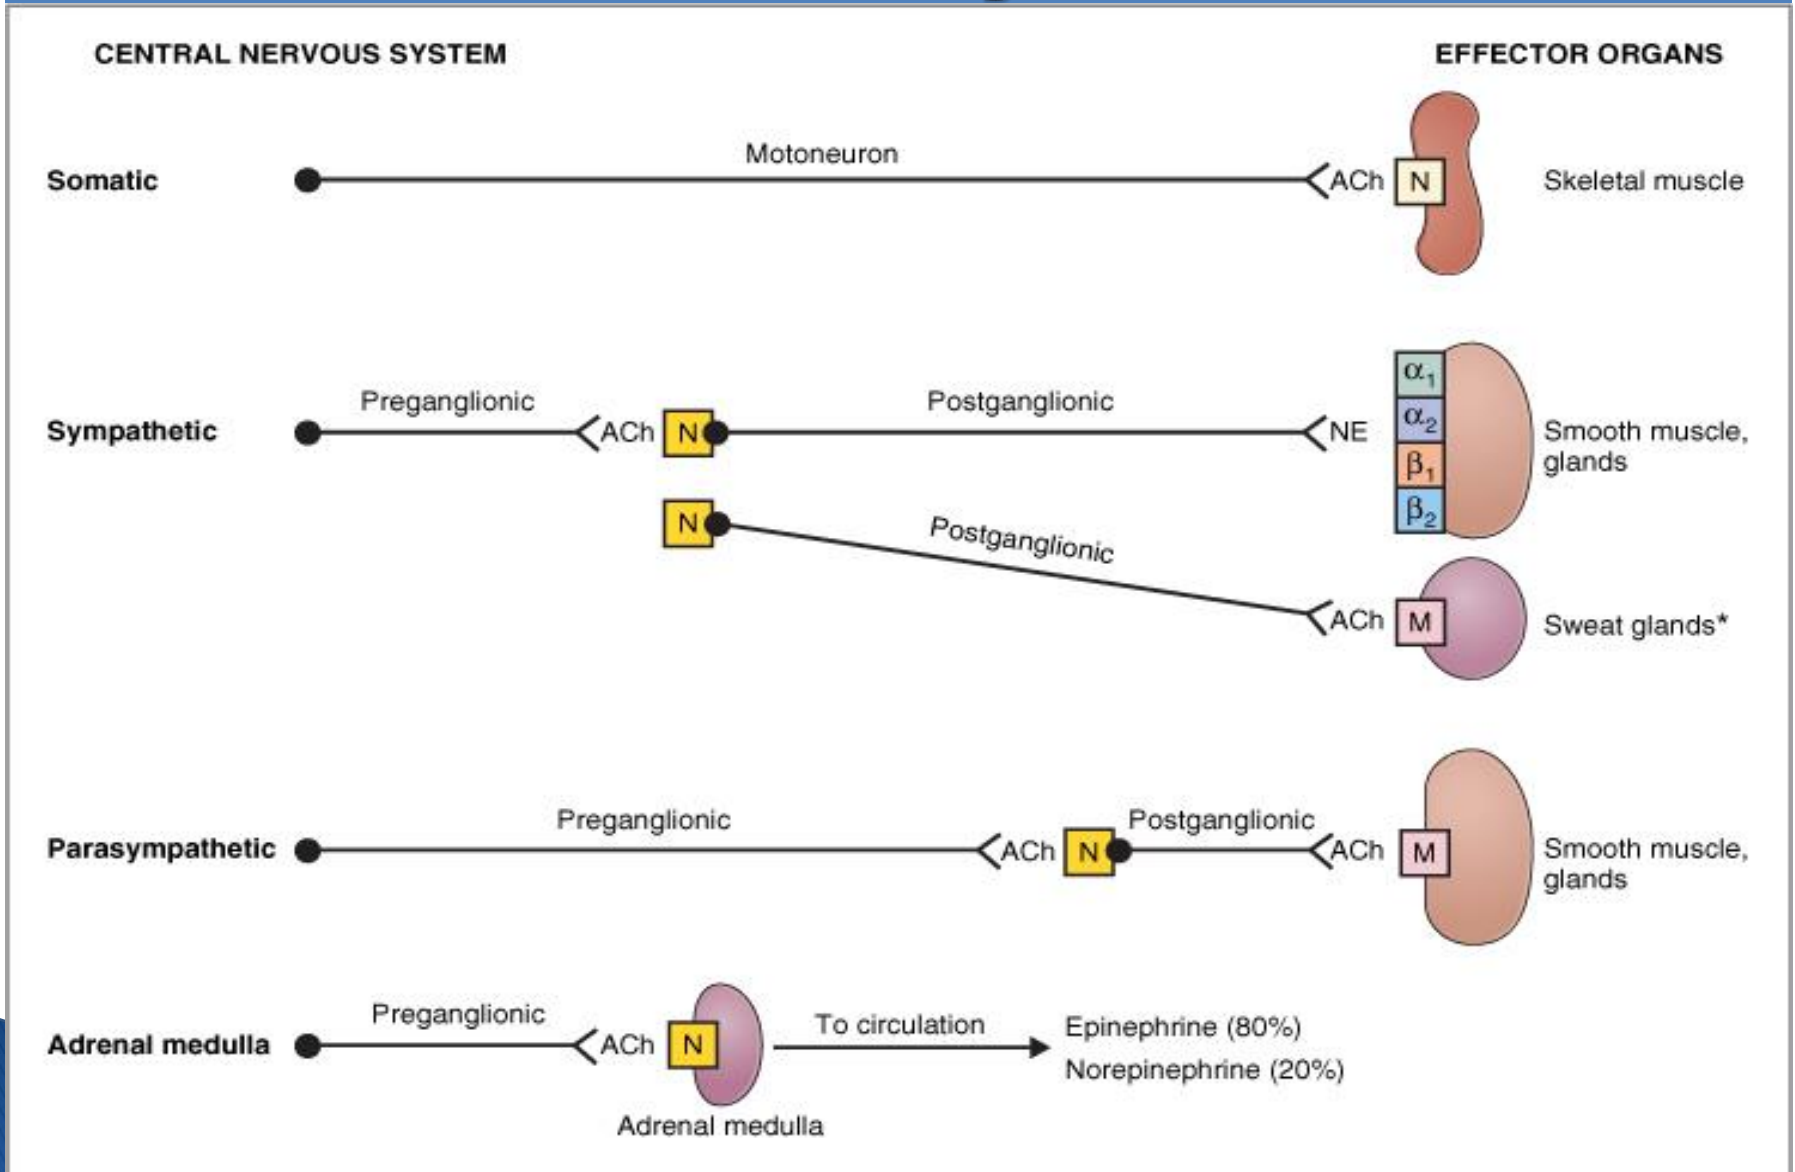 CENTRAL NERVOUS SYSTEM
EFFECTOR ORGANS
Motoneuron
Somatic
ACh
N
Skeletal muscle
Preganglionic
Postganglionic
Sympathetic
ACh
N
NE
α1
α2
β1
β2
Smooth muscle,
glands
N
Postganglionic
ACh
M
Sweat glands*
Preganglionic
Postganglionic
Parasympathetic
ACh
N
ACh
M
Smooth muscle,
glands
Preganglionic
Adrenal medulla
ACh
N
To circulation
Epinephrine (80%)
Norepinephrine (20%)
Adrenal medulla